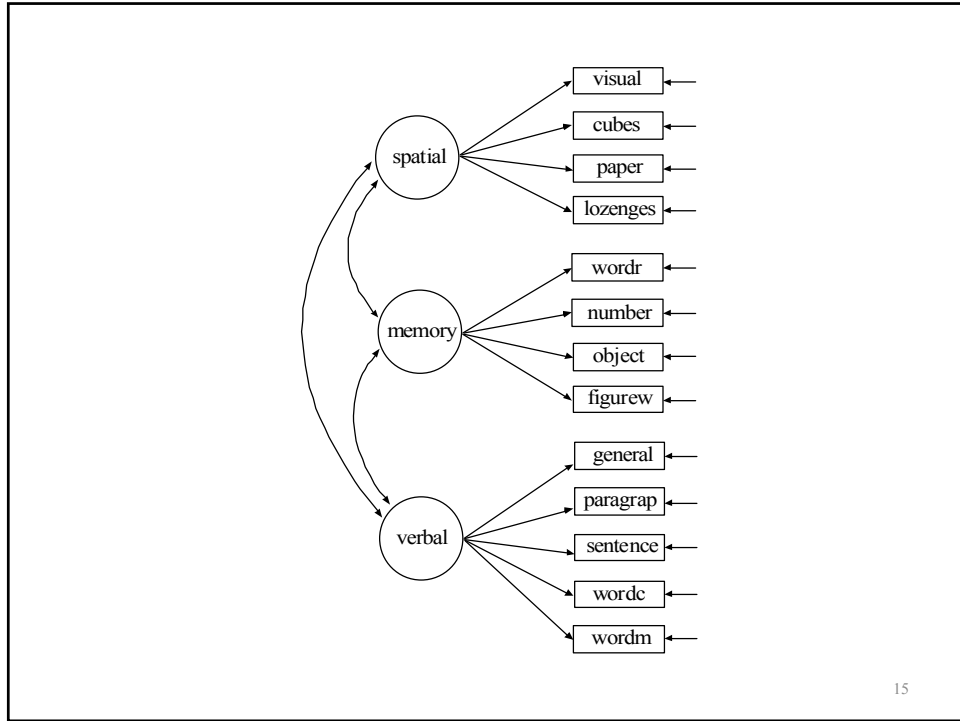 spatial
visual
cubes
paper
lozenges
memory
wordr
number
object
figurew
verbal
general
paragrap
sentence
wordc
wordm
15